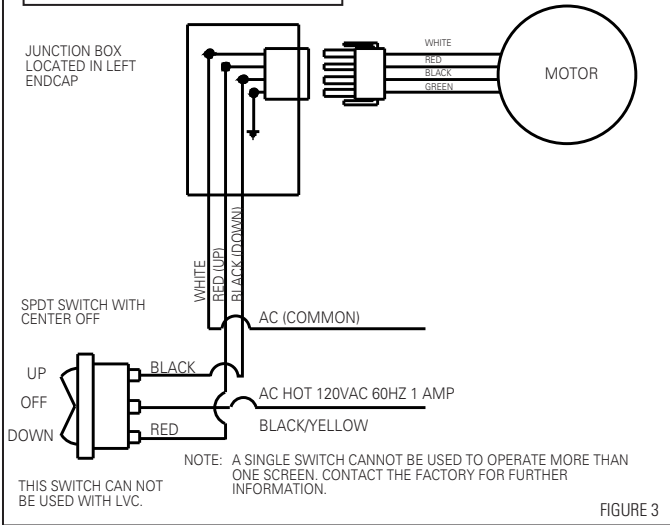 JUNCTION BOX
LOCATED IN LEFT
ENDCAP
WHITE
RED
BLACK
GREEN
MOTOR
WHITE
RED (UP)
BLACK (DOWN)
SPDT SWITCH WITH
CENTER OFF
AC (COMMON)
UP
OFF
DOWN
BLACK
RED
AC HOT 120VAC 60HZ 1 AMP
BLACK/YELLOW
NOTE: A SINGLE SWITCH CANNOT BE USED TO OPERATE MORE THAN
ONE SCREEN. CONTACT THE FACTORY FOR FURTHER
INFORMATION.
THIS SWITCH CAN NOT
BE USED WITH LVC.
FIGURE 3